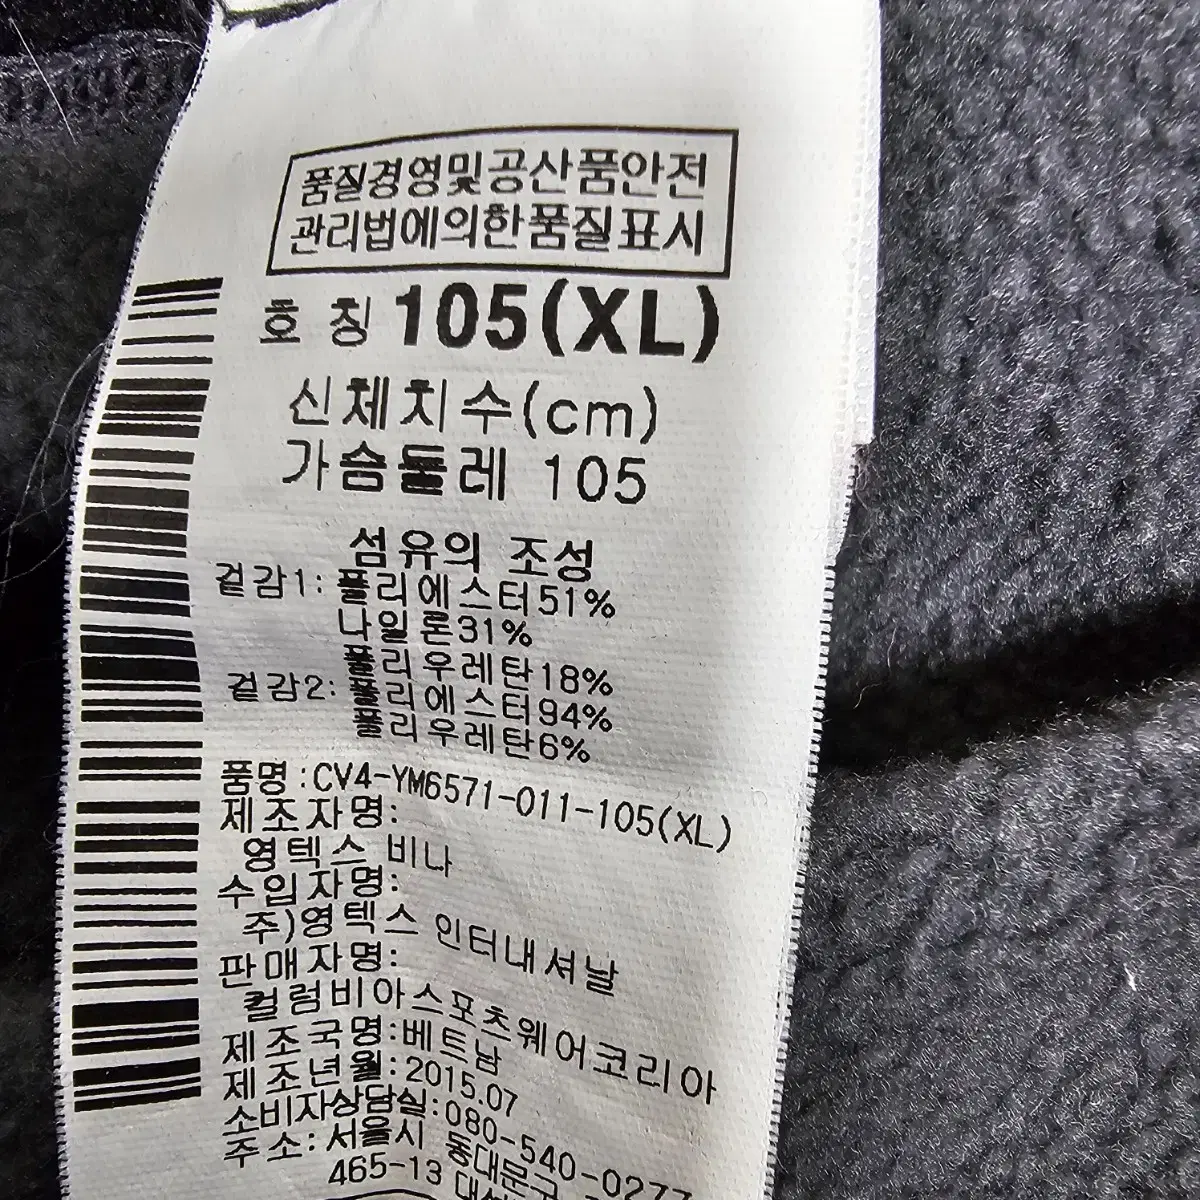 품질경영및공산품안전
관리법에의한품질표시
호 칭 105(XL)
신체치수(cm)
가슴둘레 105
섬유의 조성
겉감1: 폴리에스터51%
나일론31%
폴리우레탄18%
겉감2: 폴리에스터94%
폴리우레탄6%
품명:CV4-YM6571-011-105(XL)
제조자명:
영텍스 비나
수입자명:
주)영텍스 인터내셔날
판매자명:
컬럼비아스포츠웨어코리아
제조국명:베트남
제조년월:2015.07
소비자상담실:080-540-0277
주소:서울시 동대문구
465-13